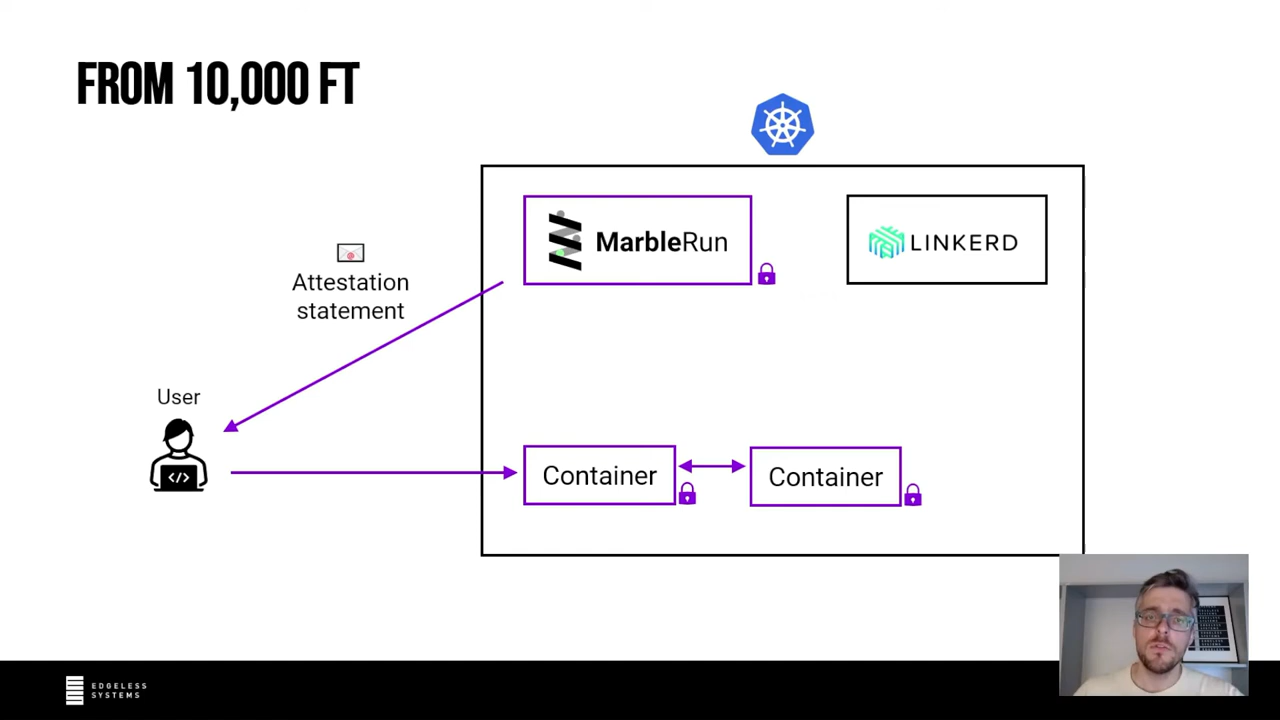 FROM 10,000 FT
MarbleRun
LINKERD
Attestation
statement
User
Container
Container
EDGELESS
SYSTEMS